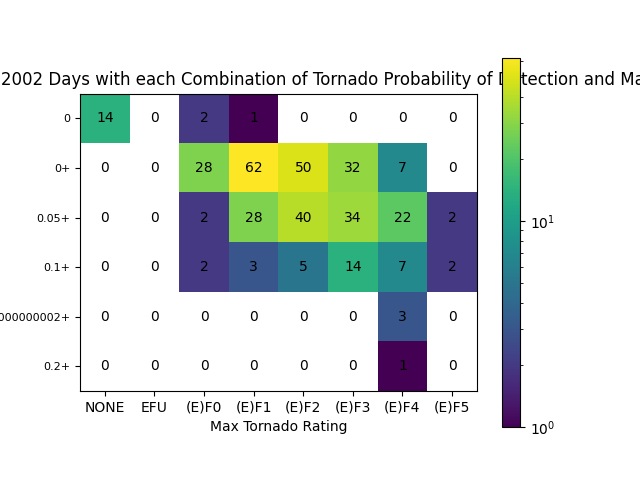 2002 Days with each Combination of Tornado Probability of Detection and Ma
0 14 0 2 1 0 0 0 0
0+ 0 0 28 62 50 32 7 0
0.05+ 0 0 2 28 40 34 22 2
0.1+ 0 0 2 3 5 14 7 2
000000002+ 0 0 0 0 0 0 3 0
0.2+ 0 0 0 0 0 0 1 0
NONE EFU (E)F0 (E)F1 (E)F2 (E)F3 (E)F4 (E)F5
Max Tornado Rating
10^1
10^0